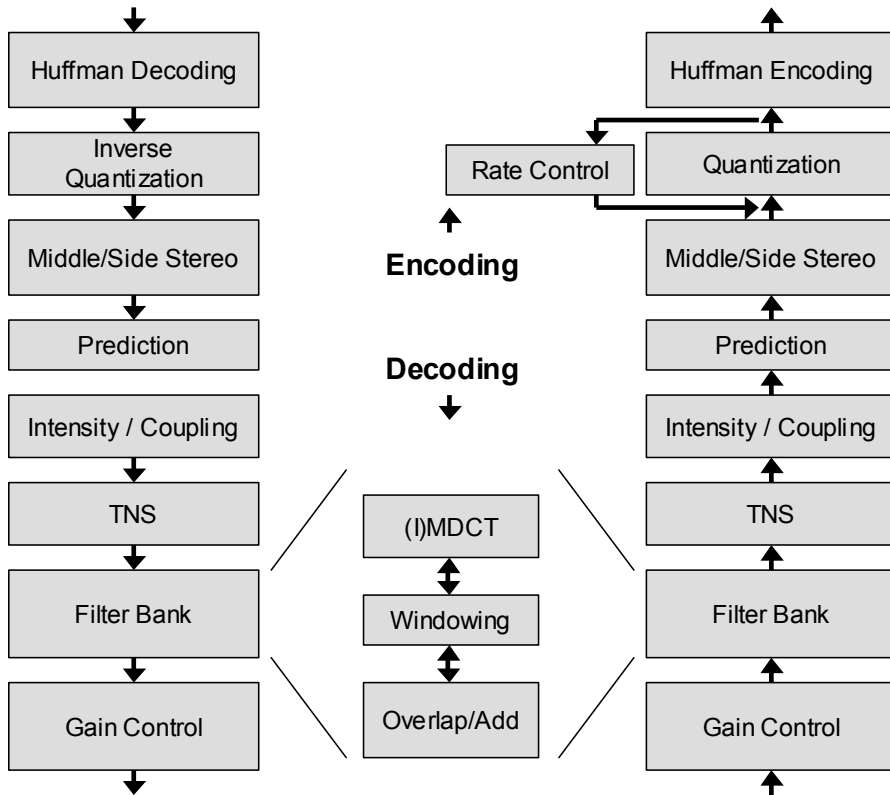 Huffman Decoding
Inverse
Quantization
Middle/Side Stereo
Prediction
Intensity / Coupling
TNS
Filter Bank
Gain Control
Encoding
Decoding
(I)MDCT
Windowing
Overlap/Add
Huffman Encoding
Rate Control
Quantization
Middle/Side Stereo
Prediction
Intensity / Coupling
TNS
Filter Bank
Gain Control